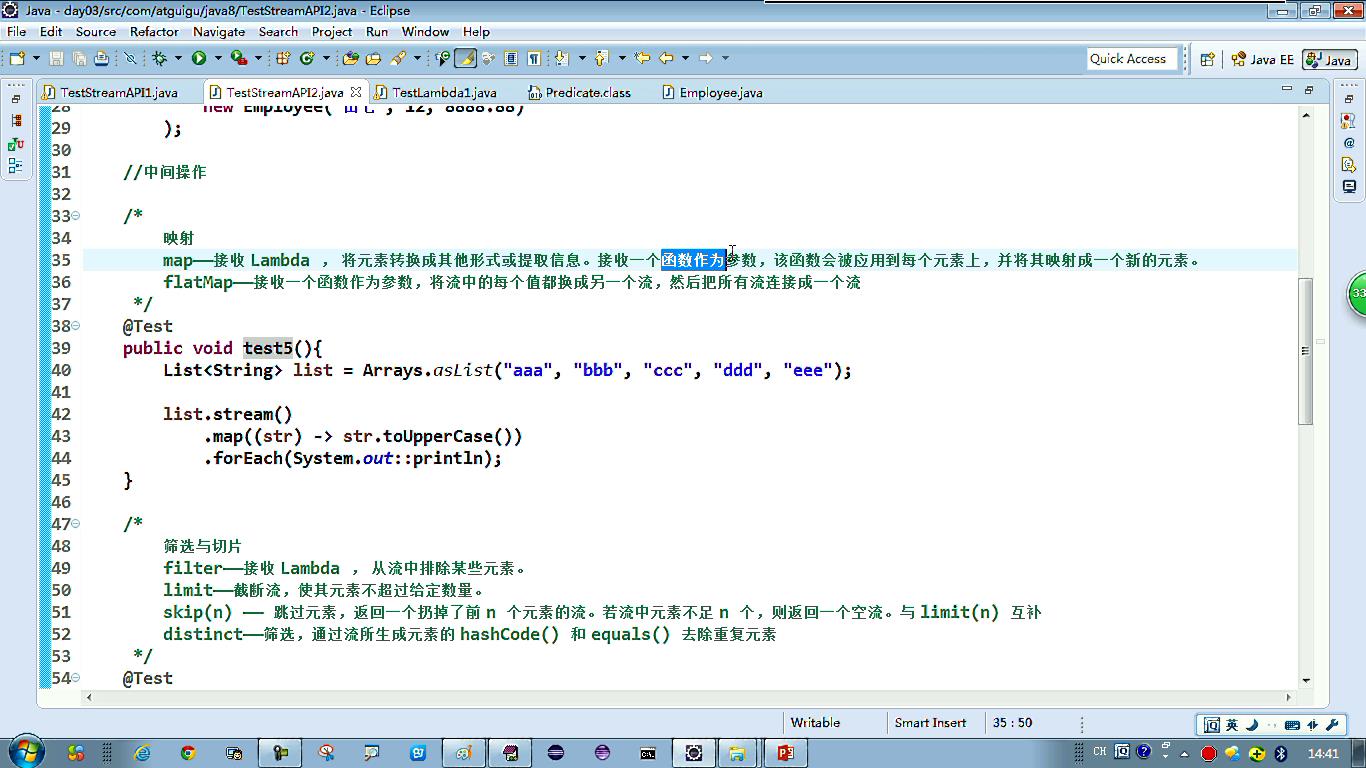 Java - day03/src/com/atguigu/java8/TestStreamAPI2.java - Eclipse
File Edit Source Refactor Navigate Search Project Run Window Help
Quick Access Java EE Java
TestStreamAPI1.java TestStreamAPI2.java TestLambda1.java Predicate.class Employee.java
28 new Employee( , 12, 8888.88)
29 );
30
31 //中间操作
32
33 /*
34 映射
35 map——接收 Lambda ， 将元素转换成其他形式或提取信息。接收一个函数作为参数，该函数会被应用到每个元素上，并将其映射成一个新的元素。
36 flatMap——接收一个函数作为参数，将流中的每个值都换成另一个流，然后把所有流连接成一个流
37 */
38 @Test
39 public void test5(){
40 List<String> list = Arrays.asList("aaa", "bbb", "ccc", "ddd", "eee");
41
42 list.stream()
43 .map((str) -> str.toUpperCase())
44 .forEach(System.out::println);
45 }
46
47 /*
48 筛选与切片
49 filter——接收 Lambda ， 从流中排除某些元素。
50 limit——截断流，使其元素不超过给定数量。
51 skip(n) —— 跳过元素，返回一个扔掉了前 n 个元素的流。若流中元素不足 n 个，则返回一个空流。与 limit(n) 互补
52 distinct——筛选，通过流所生成元素的 hashCode() 和 equals() 去除重复元素
53 */
54 @Test
33
Writable Smart Insert 35 : 50
英
CH 14:41